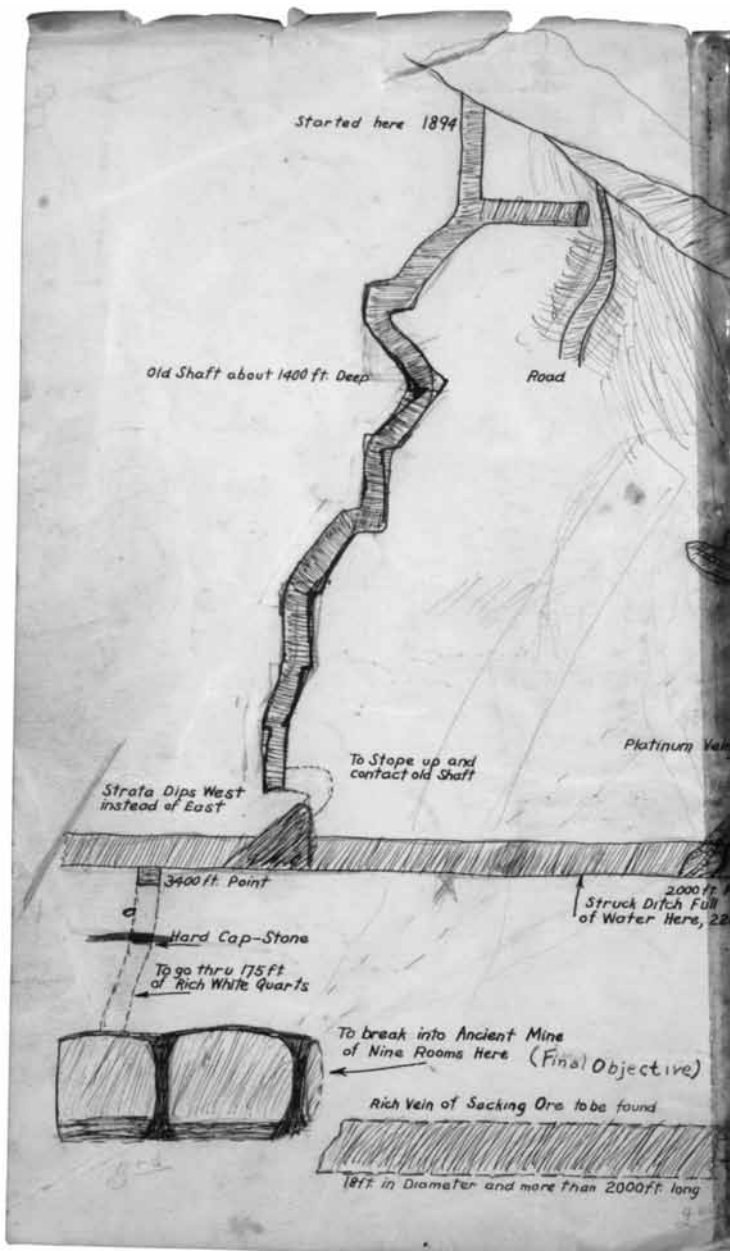 Started here 1894
Old Shaft about 1400 ft. Deep
Road
To Stope up and
contact old Shaft
Platinum
Strata Dips West
instead of East
3400 ft. Point
2000 ft.
Struck Ditch Full
of Water Here,
Hard Cap-Stone
To go thru 175 ft
of Rich White Quarts
To break into Ancient Mine
of Nine Rooms Here (Final Objective)
Rich Vein of Sacking Ore to be found
18 ft. in Diameter and more than 2000 ft. long